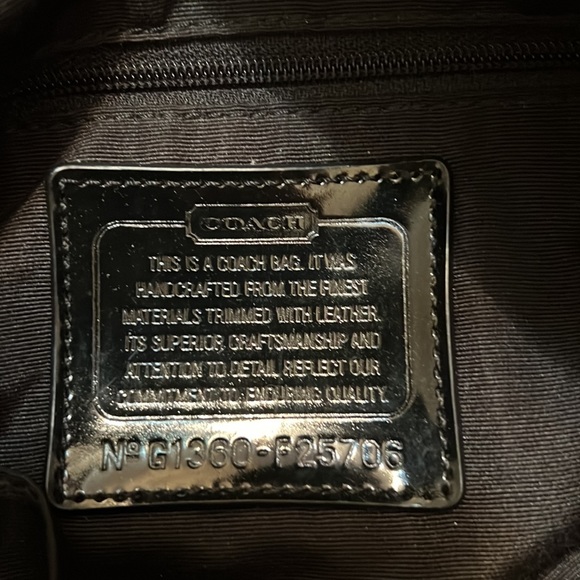 COACH
THIS IS A COACH BAG. IT WAS
HANDCRAFTED FROM THE FINEST
MATERIALS TRIMMED WITH LEATHER.
ITS SUPERIOR CRAFTSMANSHIP AND
ATTENTION TO DETAIL REFLECT OUR
COMMITMENT TO ENDURING QUALITY.
Nº G1360-F25706